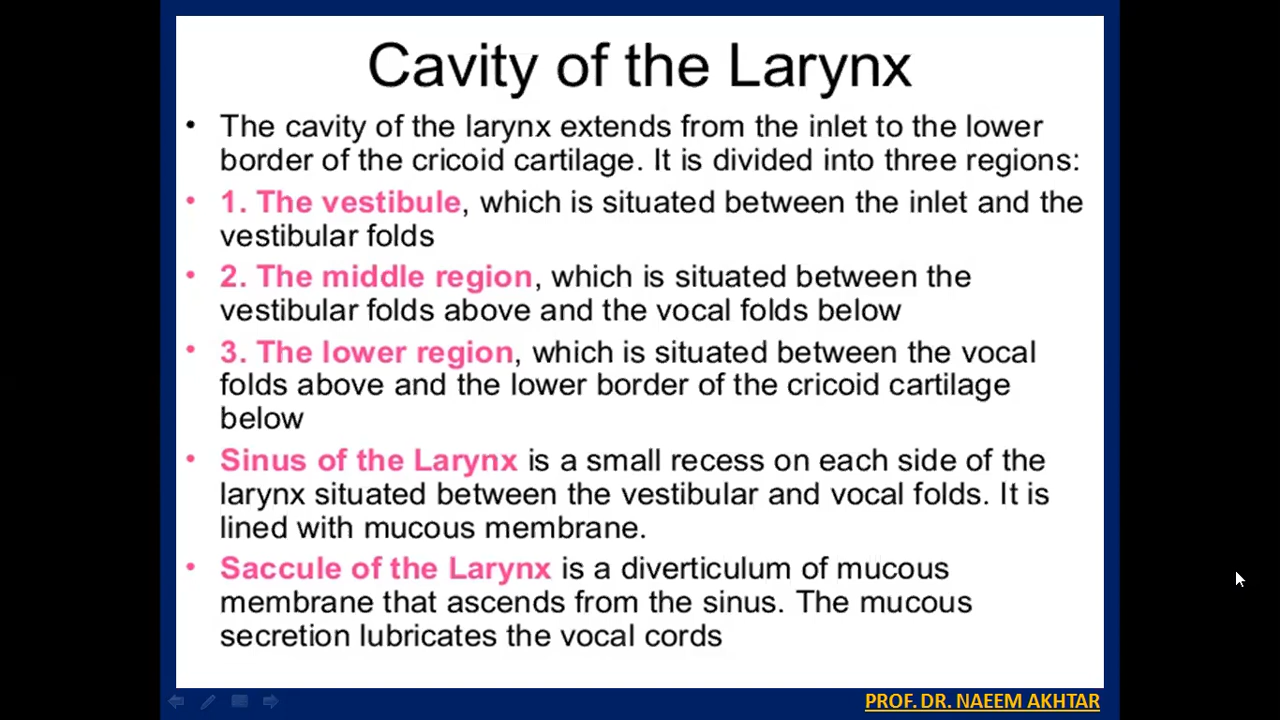 Cavity of the Larynx
• The cavity of the larynx extends from the inlet to the lower
border of the cricoid cartilage. It is divided into three regions:
• 1. The vestibule, which is situated between the inlet and the
vestibular folds
• 2. The middle region, which is situated between the
vestibular folds above and the vocal folds below
• 3. The lower region, which is situated between the vocal
folds above and the lower border of the cricoid cartilage
below
• Sinus of the Larynx is a small recess on each side of the
larynx situated between the vestibular and vocal folds. It is
lined with mucous membrane.
• Saccule of the Larynx is a diverticulum of mucous
membrane that ascends from the sinus. The mucous
secretion lubricates the vocal cords
PROF. DR. NAEEM AKHTAR